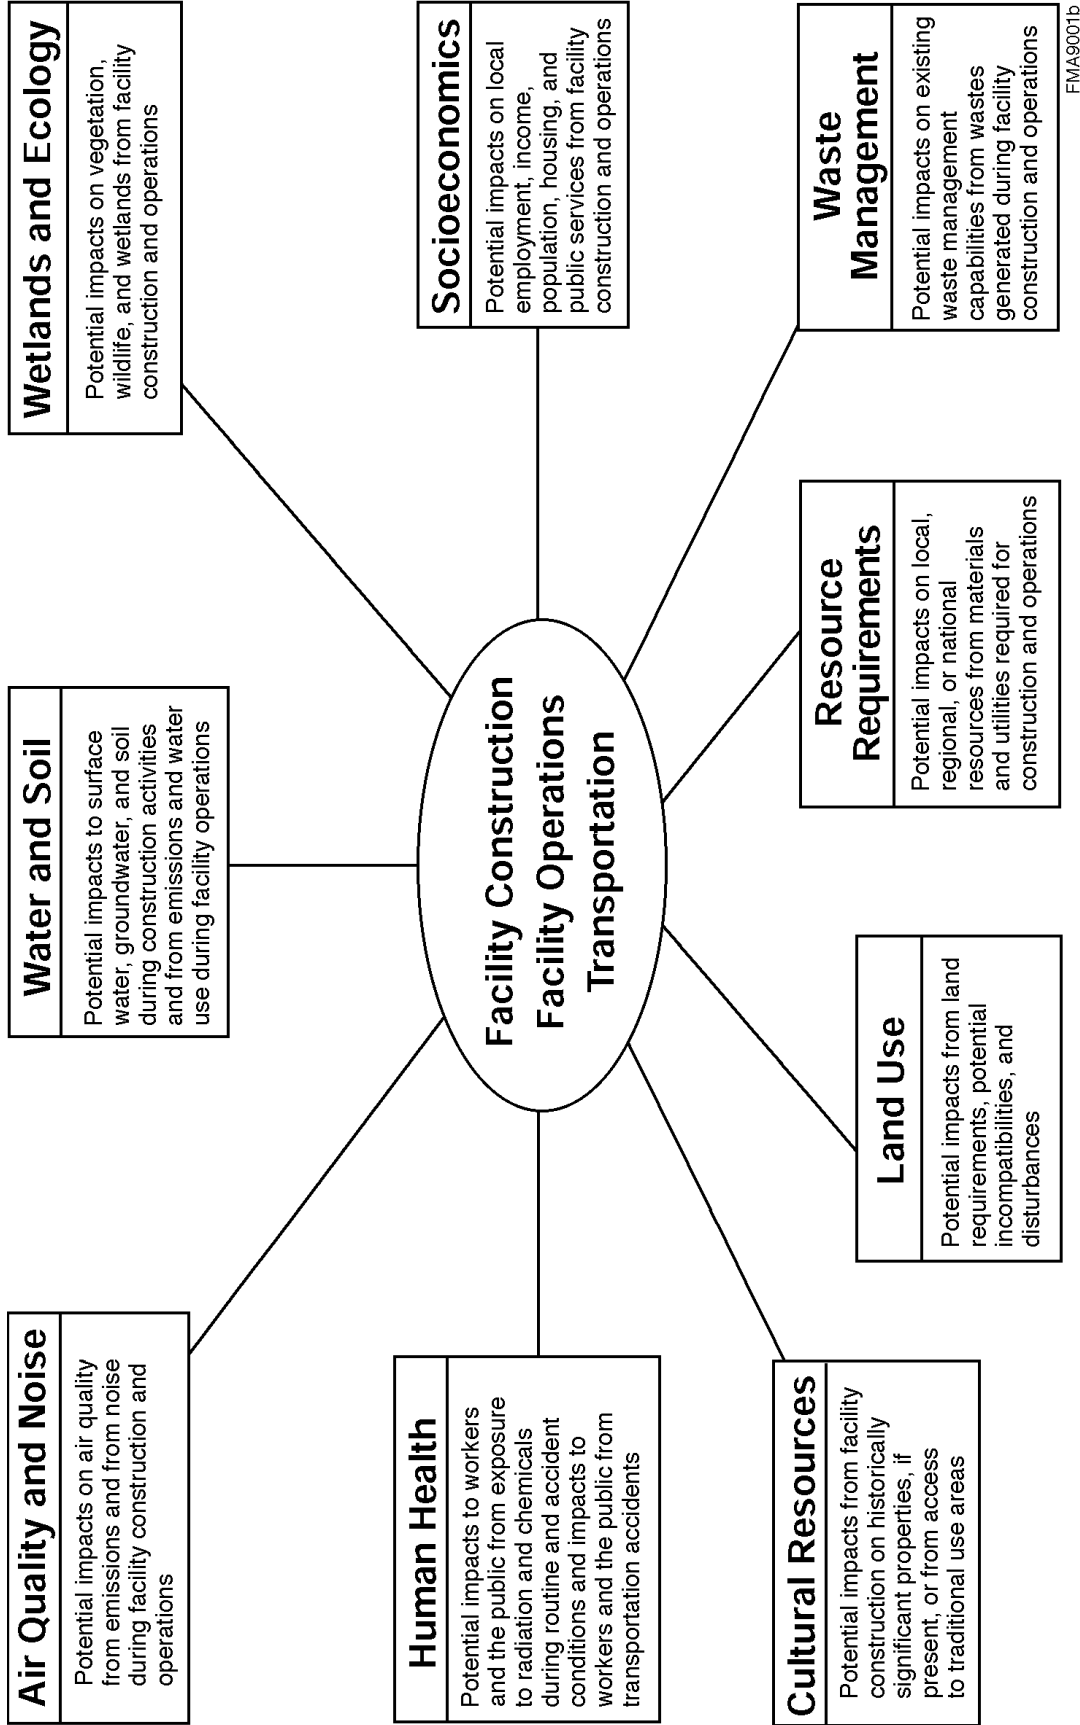 Air Quality and Noise
Potential impacts on air quality
from emissions and from noise
during facility construction and
operations
Water and Soil
Potential impacts to surface
water, groundwater, and soil
during construction activities
and from emissions and water
use during facility operations
Wetlands and Ecology
Potential impacts on vegetation,
wildlife, and wetlands from facility
construction and operations
Human Health
Potential impacts to workers
and the public from exposure
to radiation and chemicals
during routine and accident
conditions and impacts to
workers and the public from
transportation accidents
Facility Construction
Facility Operations
Transportation
Socioeconomics
Potential impacts on local
employment, income,
population, housing, and
public services from facility
construction and operations
Cultural Resources
Potential impacts from facility
construction on historically
significant properties, if
present, or from access
to traditional use areas
Land Use
Potential impacts from land
requirements, potential
incompatibilities, and
disturbances
Resource
Requirements
Potential impacts on local,
regional, or national
resources from materials
and utilities required for
construction and operations
Waste
Management
Potential impacts on existing
waste management
capabilities from wastes
generated during facility
construction and operations
FMA9001b